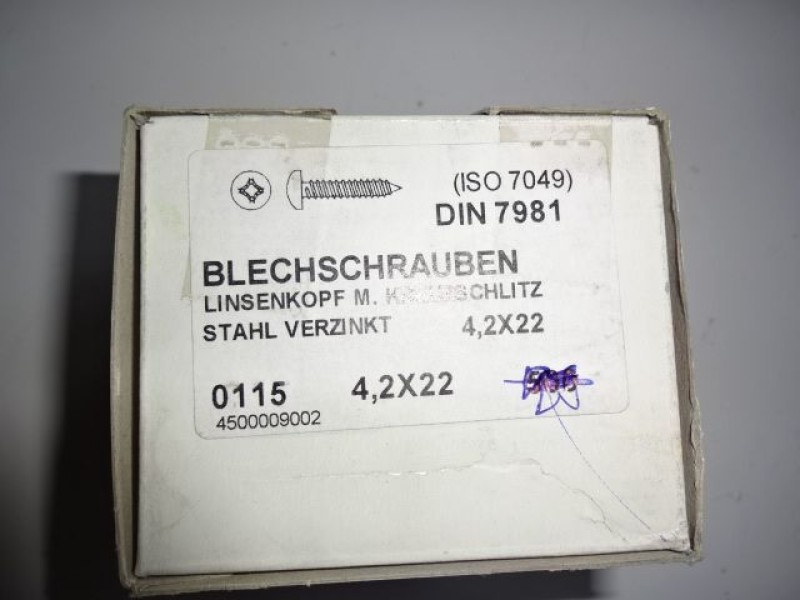 (ISO 7049)
DIN 7981
BLECHSCHRAUBEN
LINSENKOPF M.
STAHL VERZINKT 4,2X22
0115 4,2X22
4500009002